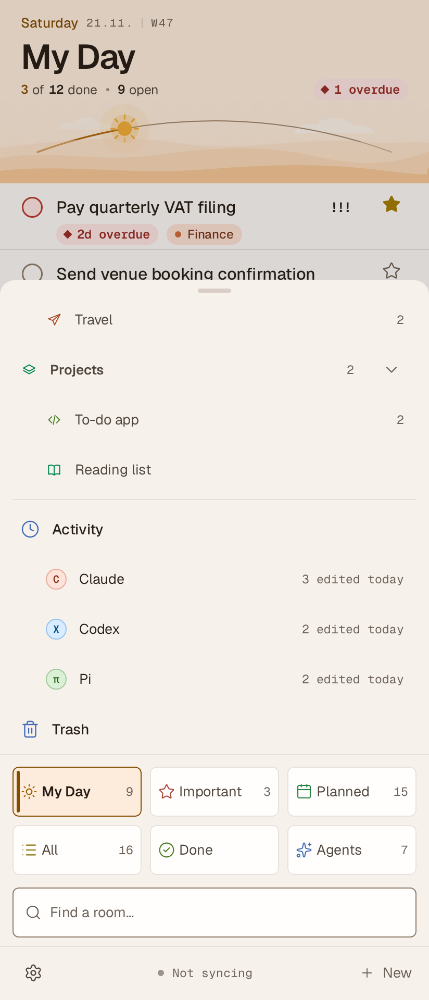 Saturday 21.11. | W47
My Day
3 of 12 done • 9 open
1 overdue
Pay quarterly VAT filing !!!
2d overdue Finance
Send venue booking confirmation
Travel 2
Projects 2
To-do app 2
Reading list
Activity
C Claude 3 edited today
X Codex 2 edited today
π Pi 2 edited today
Trash
My Day 9 Important 3 Planned 15
All 16 Done Agents 7
Find a room…
Not syncing + New